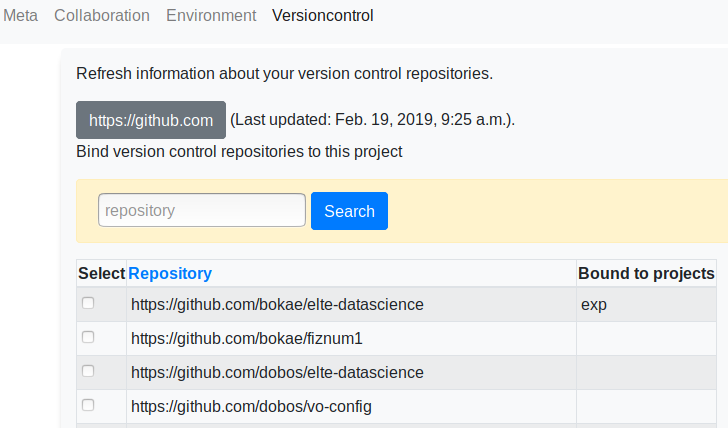 Meta Collaboration Environment Versioncontrol
Refresh information about your version control repositories.
https://github.com (Last updated: Feb. 19, 2019, 9:25 a.m.).
Bind version control repositories to this project
repository Search
Select Repository Bound to projects
https://github.com/bokae/elte-datascience exp
https://github.com/bokae/fiznum1
https://github.com/dobos/elte-datascience
https://github.com/dobos/vo-config